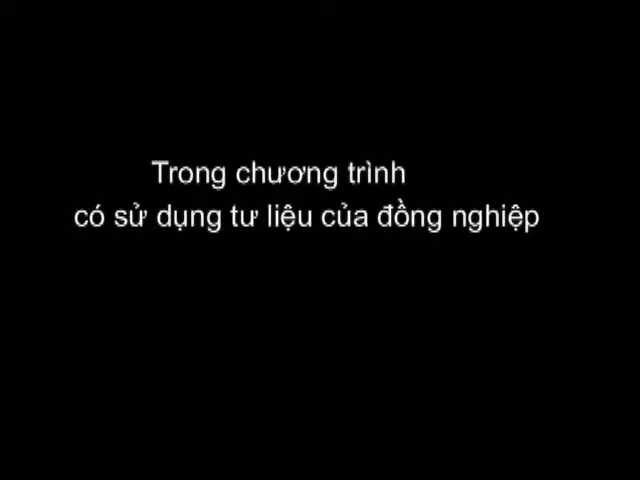 Trong chương trình
có sử dụng tư liệu của đồng nghiệp